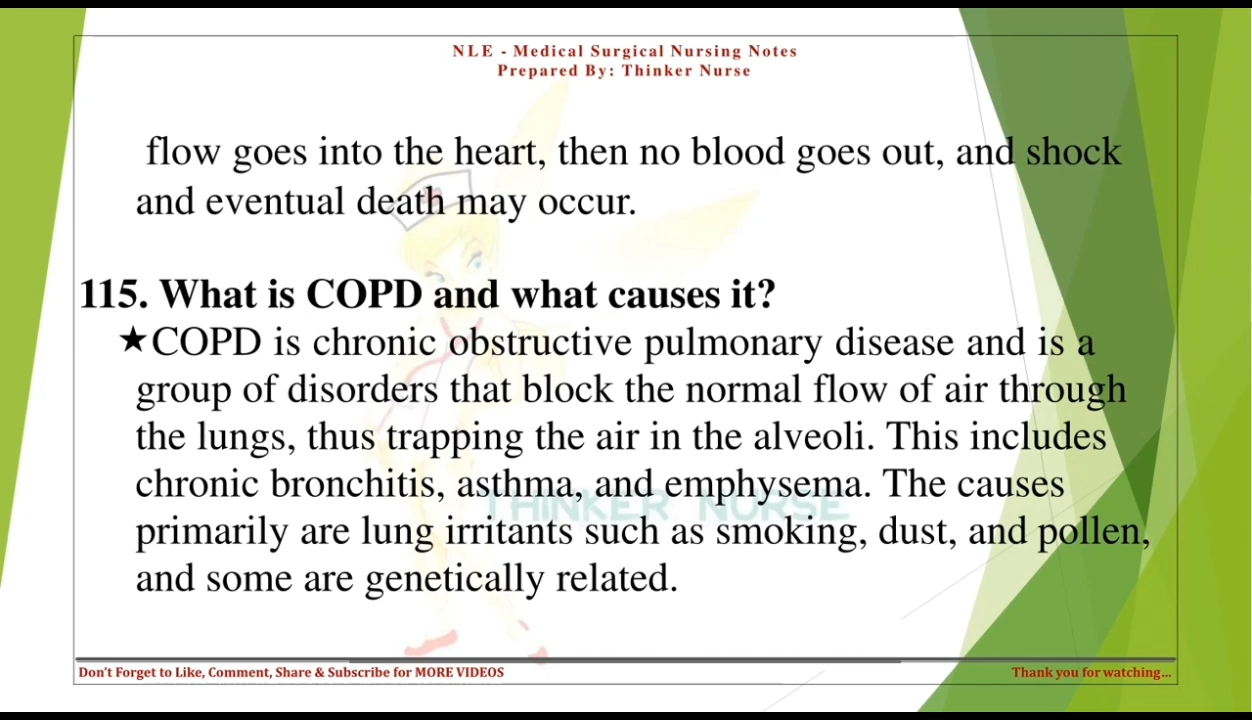 NLE - Medical Surgical Nursing Notes
Prepared By: Thinker Nurse
flow goes into the heart, then no blood goes out, and shock
and eventual death may occur.
115. What is COPD and what causes it?
★COPD is chronic obstructive pulmonary disease and is a
group of disorders that block the normal flow of air through
the lungs, thus trapping the air in the alveoli. This includes
chronic bronchitis, asthma, and emphysema. The causes
THINKER NURSE
primarily are lung irritants such as smoking, dust, and pollen,
and some are genetically related.
Don't Forget to Like, Comment, Share & Subscribe for MORE VIDEOS
Thank you for watching...